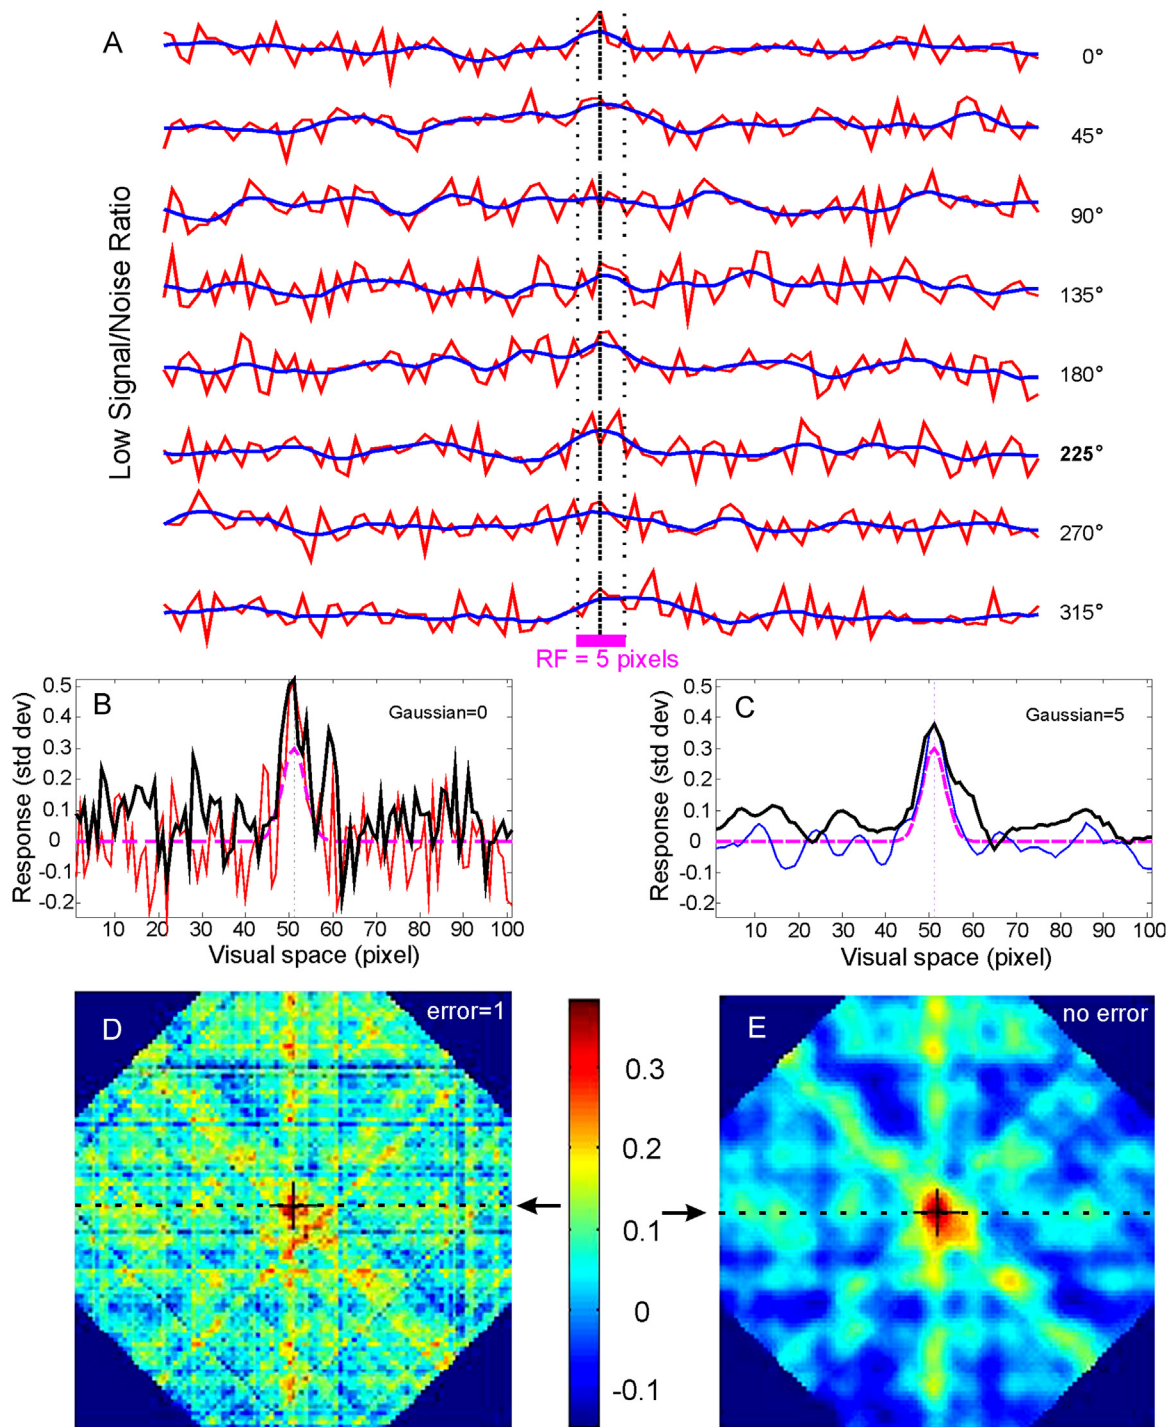 A
Low Signal/Noise Ratio
0°
45°
90°
135°
180°
225°
270°
315°
RF = 5 pixels
B
Gaussian=0
Response (std dev)
0.5
0.4
0.3
0.2
0.1
0
-0.1
-0.2
10 20 30 40 50 60 70 80 90 100
Visual space (pixel)
C
Gaussian=5
Response (std dev)
0.5
0.4
0.3
0.2
0.1
0
-0.1
-0.2
10 20 30 40 50 60 70 80 90 100
Visual space (pixel)
D
error=1
0.3
0.2
0.1
0
-0.1
E
no error